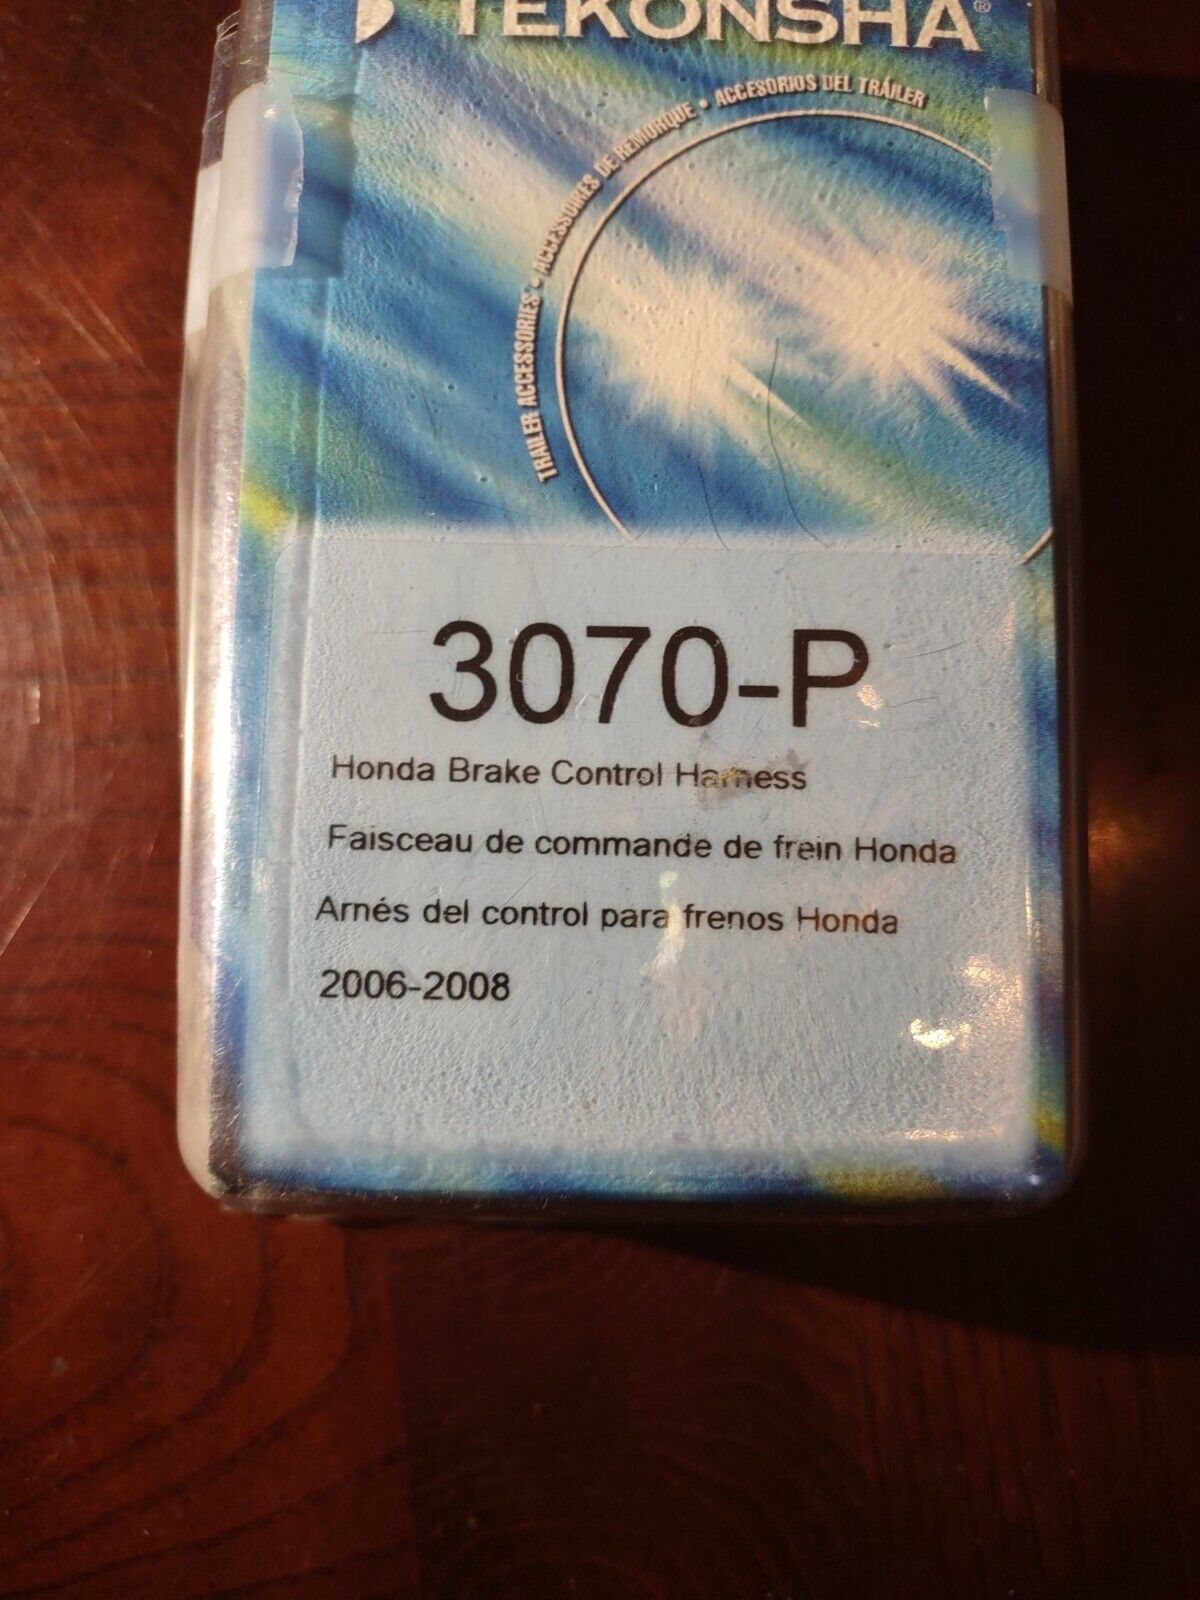 TEKONSHA®
TRAILER ACCESSORIES • ACCESSOIRES DE REMORQUE • ACCESORIOS DEL TRÁILER
3070-P
Honda Brake Control Harness
Faisceau de commande de frein Honda
Arnés del control para frenos Honda
2006-2008